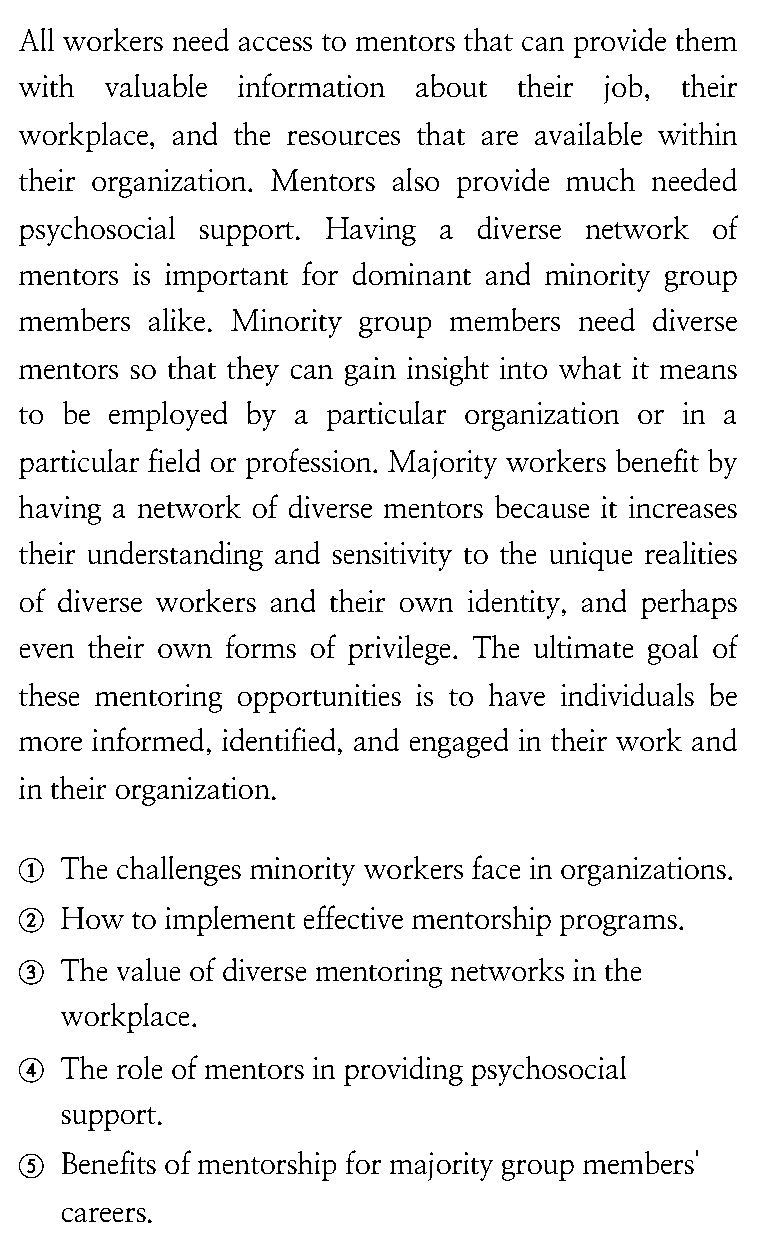 All workers need access to mentors that can provide them
with valuable information about their job, their
workplace, and the resources that are available within
their organization. Mentors also provide much needed
psychosocial support. Having a diverse network of
mentors is important for dominant and minority group
members alike. Minority group members need diverse
mentors so that they can gain insight into what it means
to be employed by a particular organization or in a
particular field or profession. Majority workers benefit by
having a network of diverse mentors because it increases
their understanding and sensitivity to the unique realities
of diverse workers and their own identity, and perhaps
even their own forms of privilege. The ultimate goal of
these mentoring opportunities is to have individuals be
more informed, identified, and engaged in their work and
in their organization.
① The challenges minority workers face in organizations.
② How to implement effective mentorship programs.
③ The value of diverse mentoring networks in the
workplace.
④ The role of mentors in providing psychosocial
support.
⑤ Benefits of mentorship for majority group members'
careers.